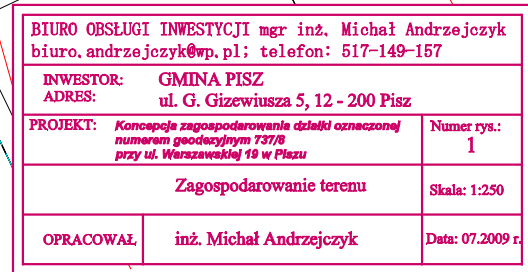 BIURO OBSŁUGI INWESTYCJI mgr inż. Michał Andrzejczyk
biuro.andrzejczyk@wp.pl; telefon: 517-149-157
INWESTOR: GMINA PISZ
ADRES: ul. G. Gizewiusza 5, 12 - 200 Pisz
PROJEKT: Koncepcja zagospodarowania działki oznaczonej
numerem geodezyjnym 737/8
przy ul. Warszawskiej 19 w Piszu
Numer rys.:
1
Zagospodarowanie terenu
Skala: 1:250
OPRACOWAŁ inż. Michał Andrzejczyk
Data: 07.2009 r.